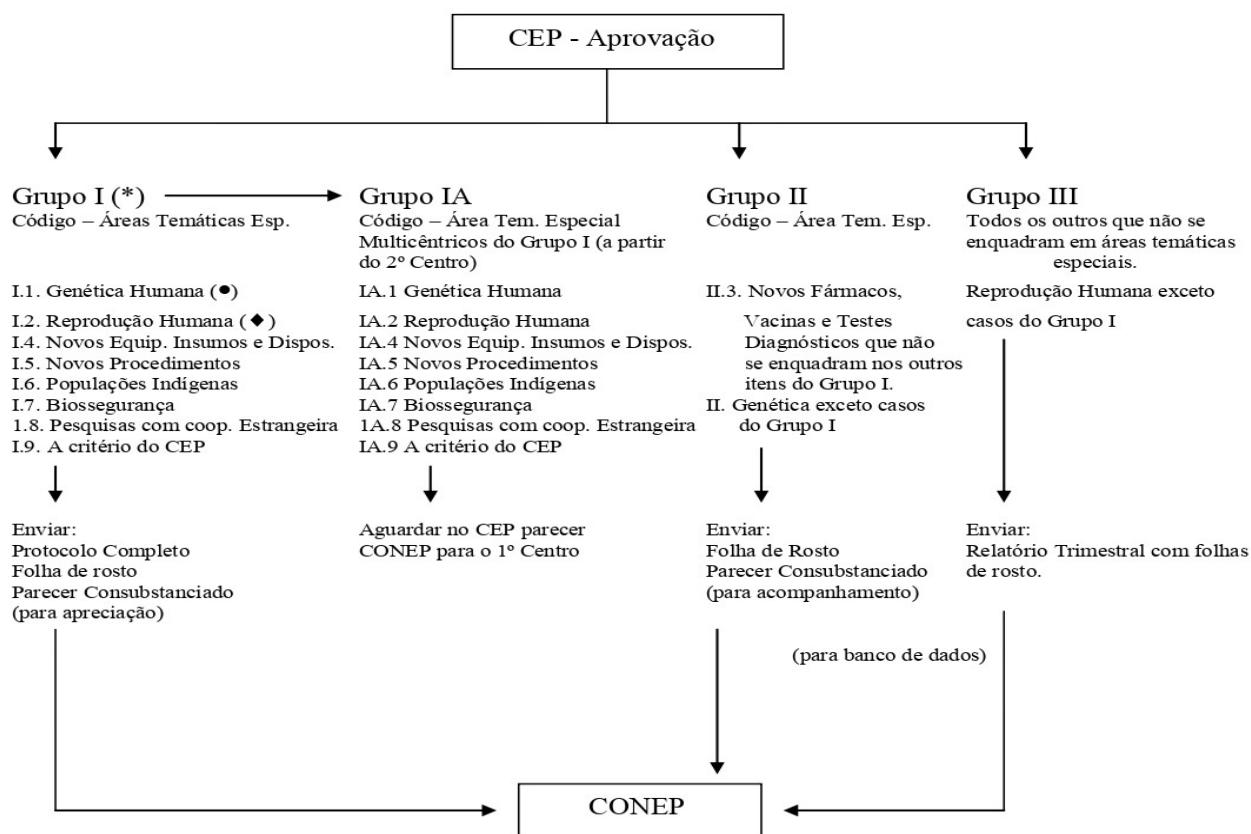 CEP - Aprovação
Grupo I (*)
Código – Áreas Temáticas Esp.
I.1. Genética Humana (●)
I.2. Reprodução Humana (◆)
I.4. Novos Equip. Insumos e Dispos.
I.5. Novos Procedimentos
I.6. Populações Indígenas
I.7. Biossegurança
1.8. Pesquisas com coop. Estrangeira
I.9. A critério do CEP
Enviar:
Protocolo Completo
Folha de rosto
Parecer Consubstanciado
(para apreciação)
Grupo IA
Código – Área Tem. Especial
Multicêntricos do Grupo I (a partir
do 2º Centro)
IA.1 Genética Humana
IA.2 Reprodução Humana
IA.4 Novos Equip. Insumos e Dispos.
IA.5 Novos Procedimentos
IA.6 Populações Indígenas
IA.7 Biossegurança
1A.8 Pesquisas com coop. Estrangeira
IA.9 A critério do CEP
Aguardar no CEP parecer
CONEP para o 1º Centro
Grupo II
Código – Área Tem. Esp.
II.3. Novos Fármacos,
Vacinas e Testes
Diagnósticos que não
se enquadram nos outros
itens do Grupo I.
II. Genética exceto casos
do Grupo I
Enviar:
Folha de Rosto
Parecer Consubstanciado
(para acompanhamento)
Grupo III
Todos os outros que não se
enquadram em áreas temáticas
especiais.
Reprodução Humana exceto
casos do Grupo I
Enviar:
Relatório Trimestral com folhas
de rosto.
(para banco de dados)
CONEP